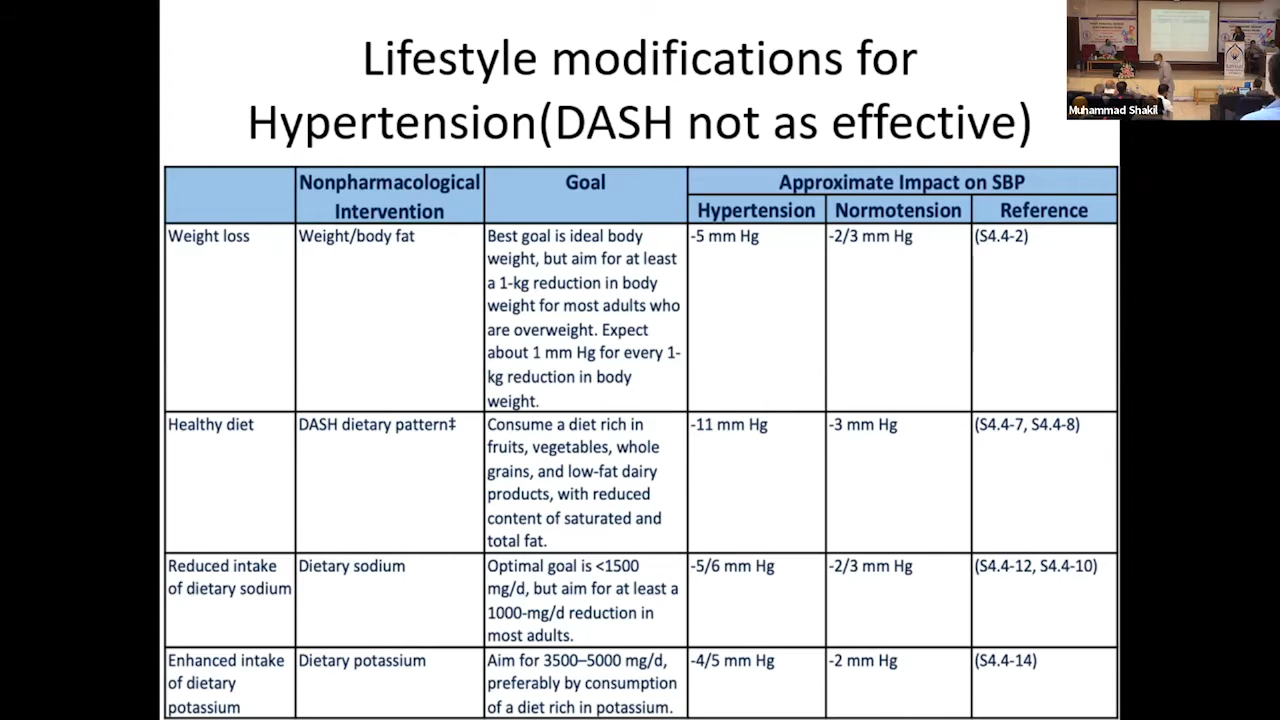 Lifestyle modifications for
Hypertension(DASH not as effective)
Muhammad Shakil
Nonpharmacological
Intervention
Goal
Approximate Impact on SBP
Hypertension
Normotension
Reference
Weight loss
Weight/body fat
Best goal is ideal body
weight, but aim for at least
a 1-kg reduction in body
weight for most adults who
are overweight. Expect
about 1 mm Hg for every 1-
kg reduction in body
weight.
-5 mm Hg
-2/3 mm Hg
(S4.4-2)
Healthy diet
DASH dietary pattern‡
Consume a diet rich in
fruits, vegetables, whole
grains, and low-fat dairy
products, with reduced
content of saturated and
total fat.
-11 mm Hg
-3 mm Hg
(S4.4-7, S4.4-8)
Reduced intake
of dietary sodium
Dietary sodium
Optimal goal is <1500
mg/d, but aim for at least a
1000-mg/d reduction in
most adults.
-5/6 mm Hg
-2/3 mm Hg
(S4.4-12, S4.4-10)
Enhanced intake
of dietary
potassium
Dietary potassium
Aim for 3500–5000 mg/d,
preferably by consumption
of a diet rich in potassium.
-4/5 mm Hg
-2 mm Hg
(S4.4-14)